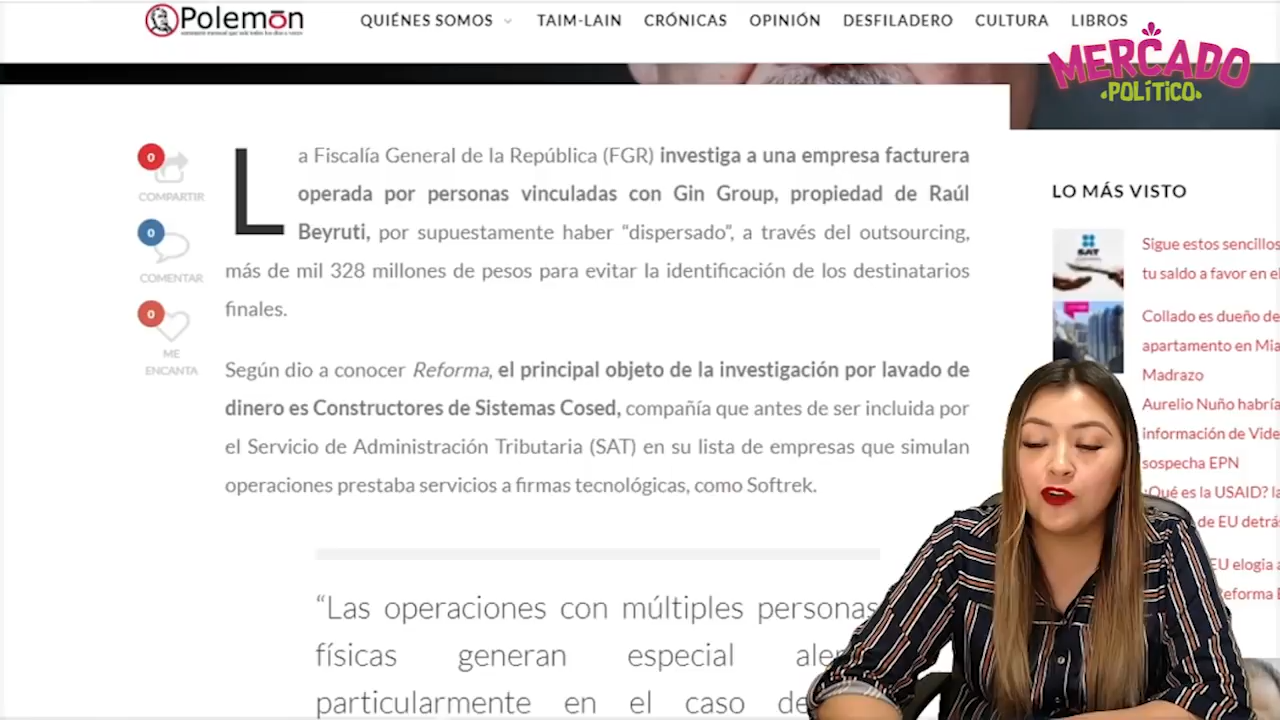 Polemón
QUIÉNES SOMOS
TAIM-LAIN
CRÓNICAS
OPINIÓN
DESFILADERO
CULTURA
LIBROS
MERCADO
POLÍTICO
0
COMPARTIR
0
COMENTAR
0
ME
ENCANTA
La Fiscalía General de la República (FGR) investiga a una empresa facturera
operada por personas vinculadas con Gin Group, propiedad de Raúl
Beyruti, por supuestamente haber “dispersado”, a través del outsourcing,
más de mil 328 millones de pesos para evitar la identificación de los destinatarios
finales.
Según dio a conocer Reforma, el principal objeto de la investigación por lavado de
dinero es Constructores de Sistemas Cosed, compañía que antes de ser incluida por
el Servicio de Administración Tributaria (SAT) en su lista de empresas que simulan
operaciones prestaba servicios a firmas tecnológicas, como Softrek.
“Las operaciones con múltiples personas
físicas generan especial
particularmente en el caso
LO MÁS VISTO
SAT
Sigue estos sencillos
tu saldo a favor en el
Collado es dueño de
apartamento en
Madrazo
Aurelio Nuño habría
información de
sospecha EPN
¿Qué es la USAID?
de EU detrás
EU elogia a